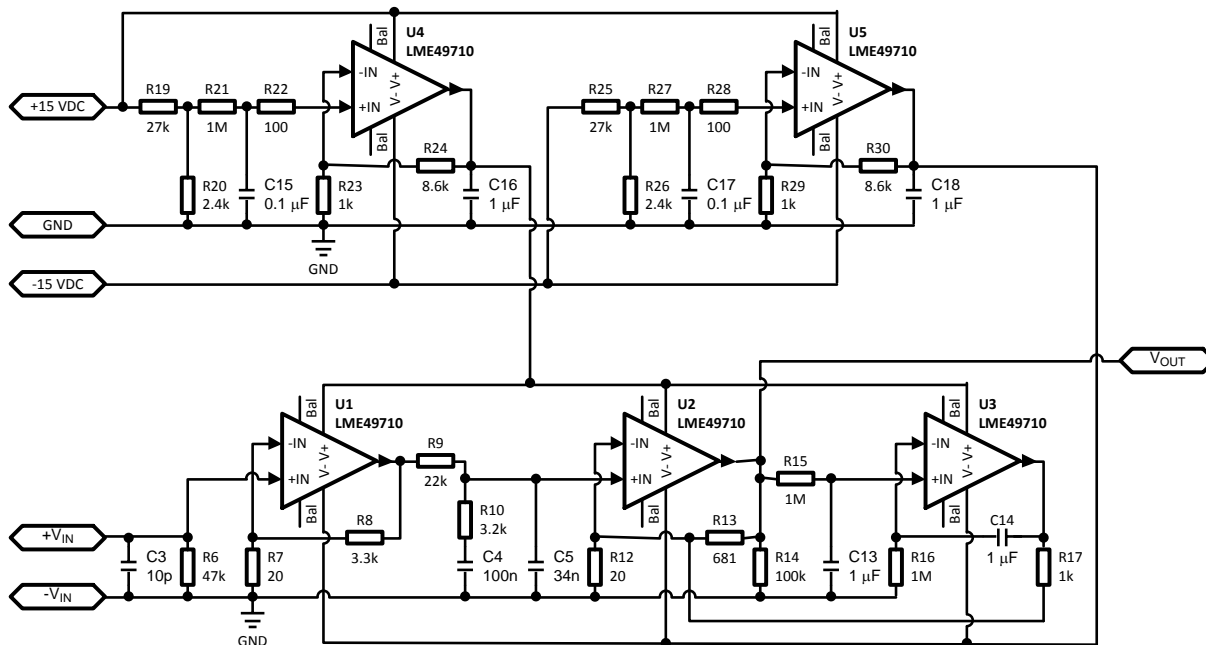 Bal
U4
LME49710
-IN
V+
+15 VDC
R19
R21
R22
+IN
V-
27k
1M
100
Bal
R24
8.6k
R20
2.4k
C15
0.1 µF
R23
1k
C16
1 µF
GND
GND
-15 VDC
Bal
U5
LME49710
-IN
V+
R25
R27
R28
+IN
V-
27k
1M
100
Bal
R30
8.6k
R26
2.4k
C17
0.1 µF
R29
1k
C18
1 µF
VOUT
Bal
U1
LME49710
-IN
V+
+IN
V-
Bal
R9
22k
R8
3.3k
+VIN
C3
10p
R6
47k
R7
20
-VIN
GND
R10
3.2k
C4
100n
C5
34n
Bal
U2
LME49710
-IN
V+
+IN
V-
Bal
R13
681
R12
20
R14
100k
R15
1M
C13
1 µF
Bal
U3
LME49710
-IN
V+
+IN
V-
Bal
C14
1 µF
R16
1M
R17
1k